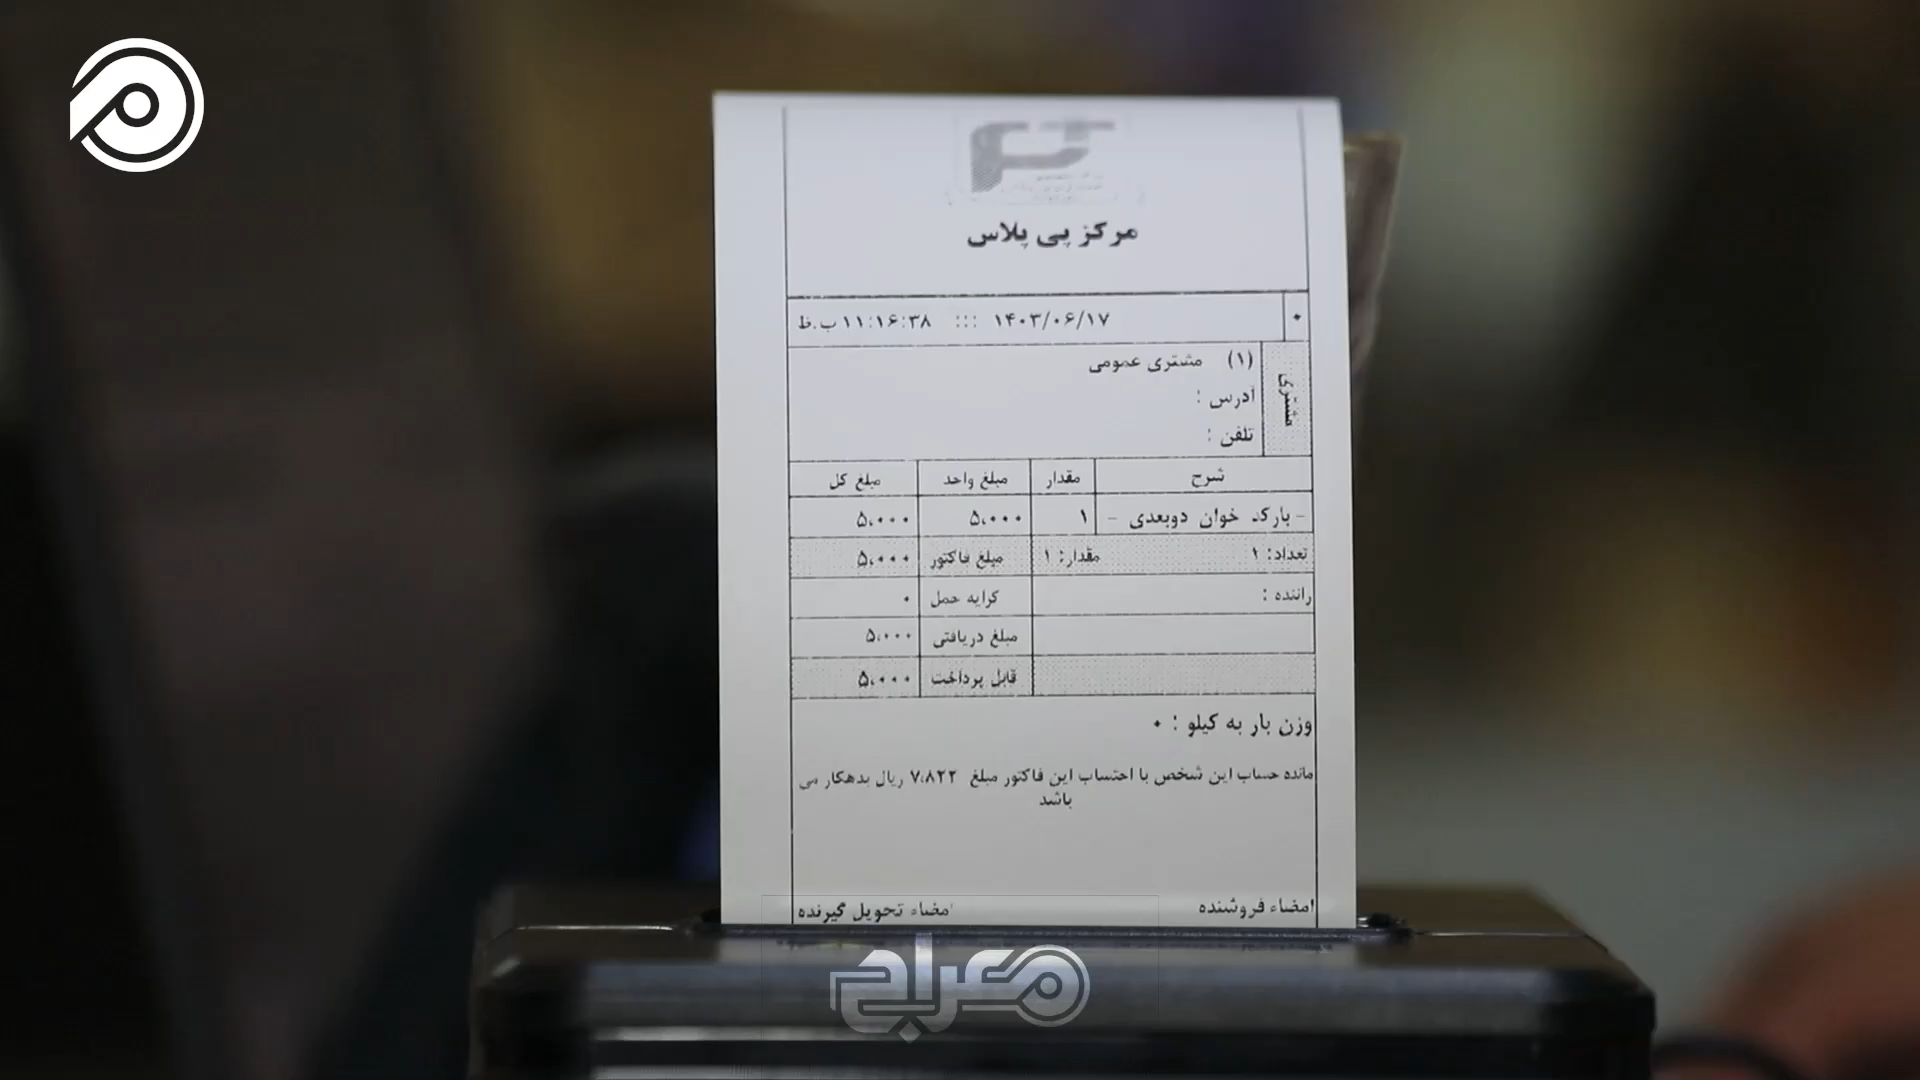 مرکز پی پلاس
۱۴۰۳/۰۶/۱۷ ::: ۱۱:۱۶:۳۸ ب.ظ
۰
مشتری
(۱) مشتری عمومی
آدرس :
تلفن :
شرح مقدار مبلغ واحد مبلغ کل
- بارکد خوان دوبعدی - ۱ ۵،۰۰۰ ۵،۰۰۰
تعداد: ۱ مقدار: ۱ مبلغ فاکتور ۵،۰۰۰
راننده : کرایه حمل ۰
مبلغ دریافتی ۵،۰۰۰
قابل پرداخت ۵،۰۰۰
وزن بار به کیلو : ۰
مانده حساب این شخص با احتساب این فاکتور مبلغ ۷،۸۲۲ ریال بدهکار می
باشد
امضاء فروشنده امضاء تحویل گیرنده
معراج